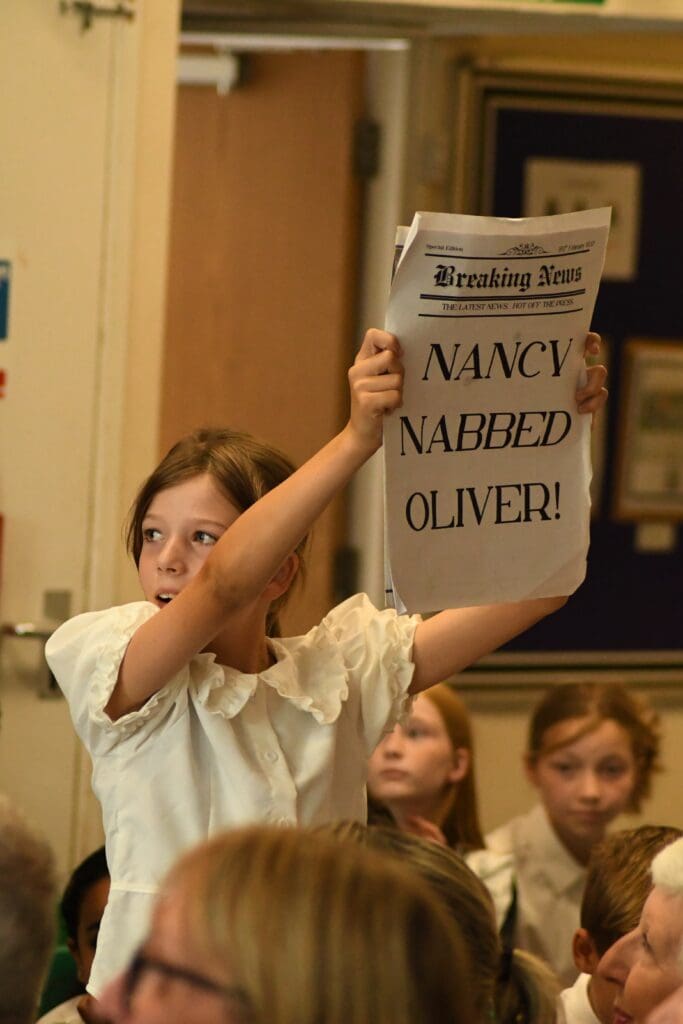 Special Edition
Breaking News
THE LATEST NEWS. HOT OFF THE PRESS
NANCY
NABBED
OLIVER!